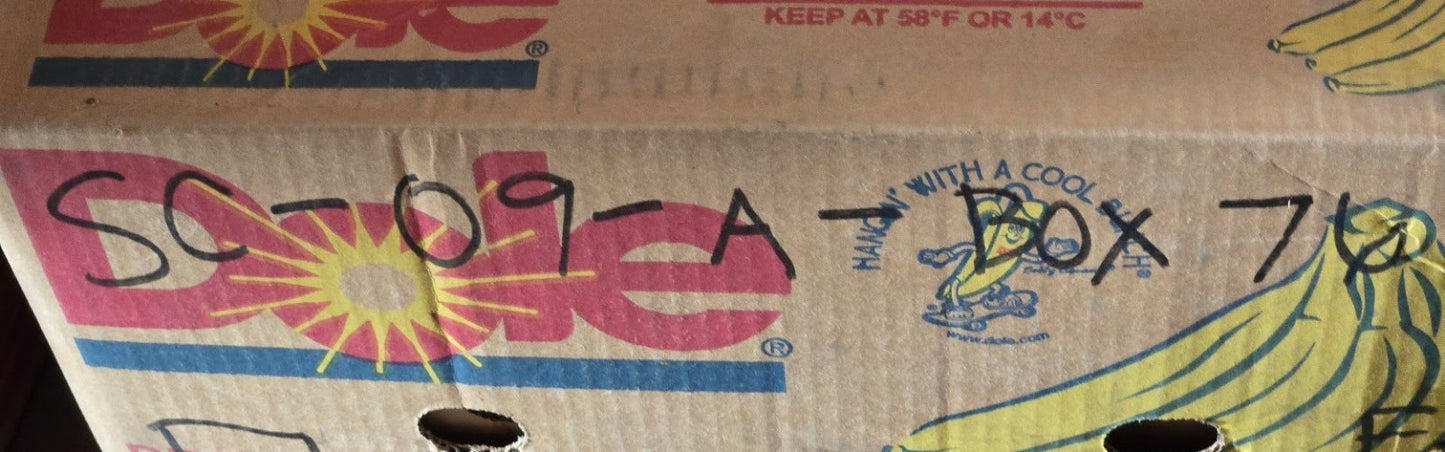 Dole®
KEEP AT 58°F OR 14°C
Dole®
SC-09-A- BOX 76
HANGIN' WITH A COOL BUNCH®
www.dole.com